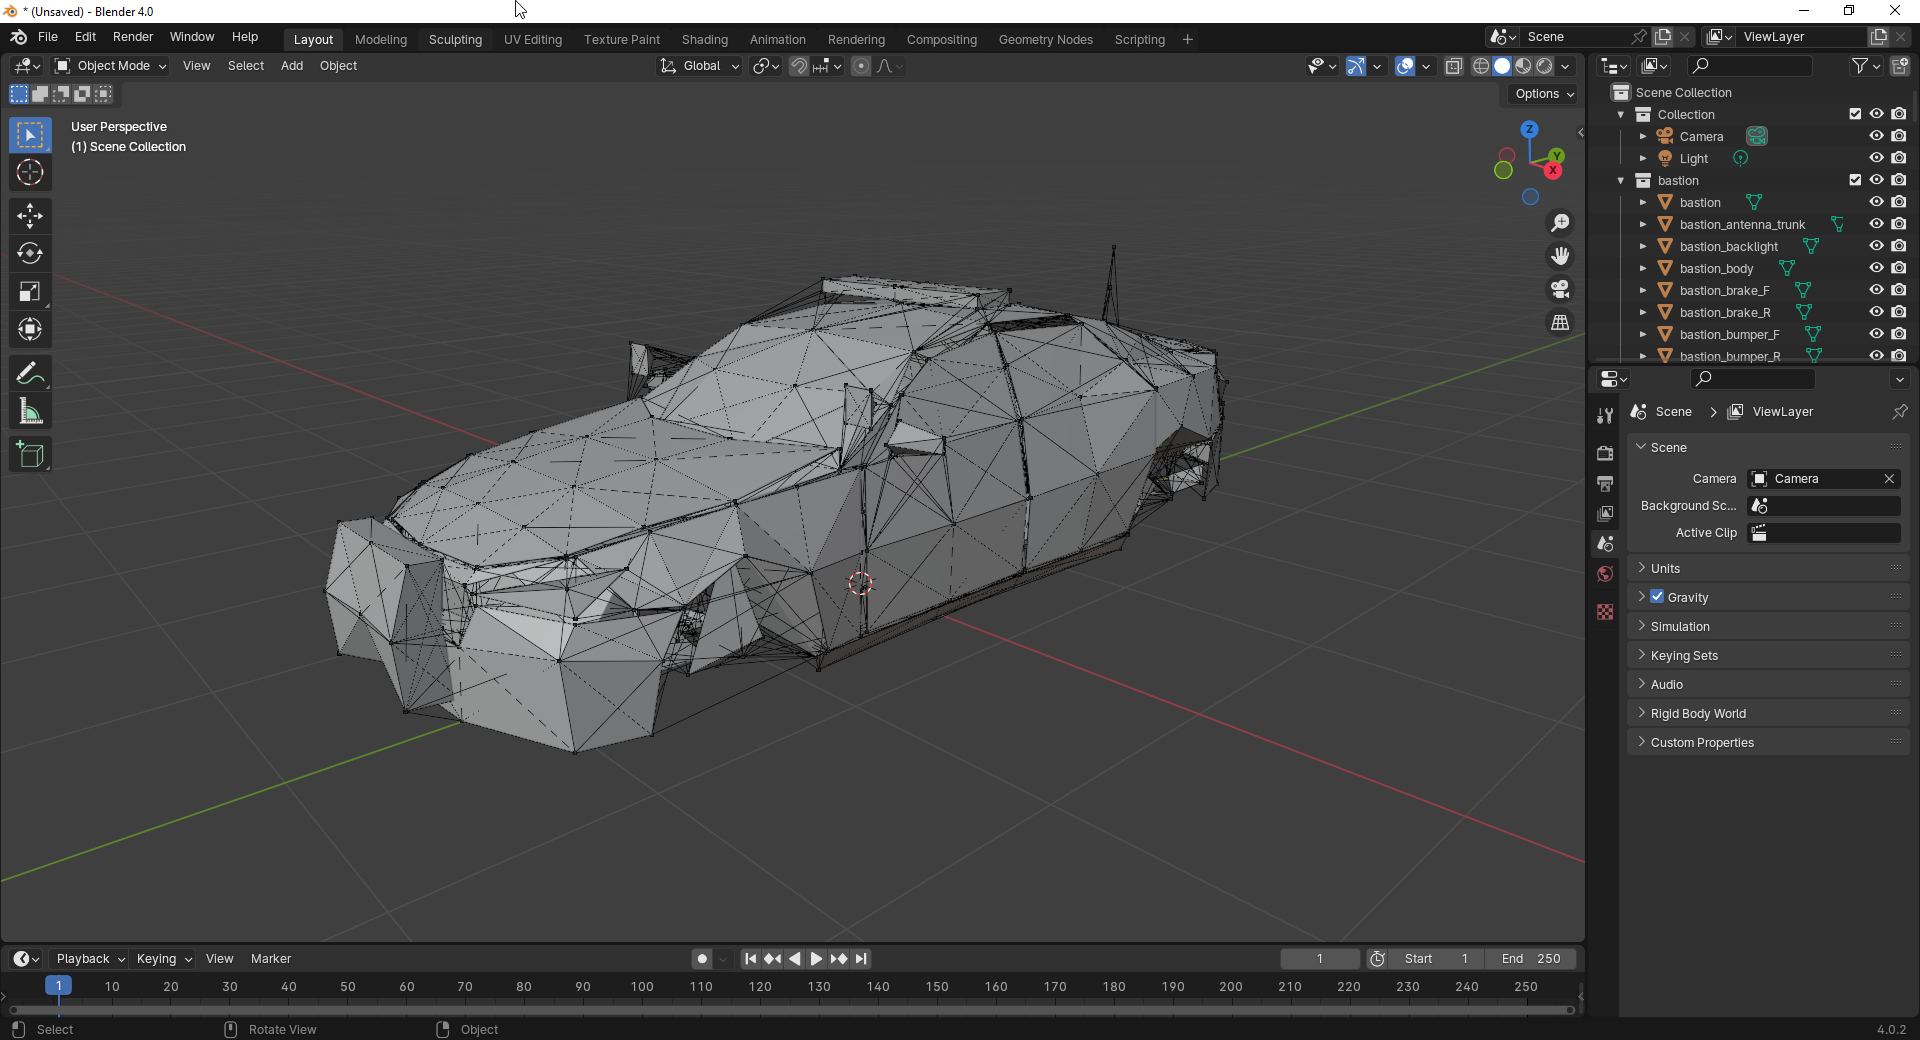 * (Unsaved) - Blender 4.0
File Edit Render Window Help
Layout Modeling Sculpting UV Editing Texture Paint Shading Animation Rendering Compositing Geometry Nodes Scripting +
Scene
ViewLayer
Object Mode View Select Add Object
Global
Options
User Perspective
(1) Scene Collection
Z
Y
X
Scene Collection
Collection
Camera
Light
bastion
bastion
bastion_antenna_trunk
bastion_backlight
bastion_body
bastion_brake_F
bastion_brake_R
bastion_bumper_F
bastion_bumper_R
Scene > ViewLayer
Scene
Camera Camera
Background Sc...
Active Clip
Units
Gravity
Simulation
Keying Sets
Audio
Rigid Body World
Custom Properties
Playback Keying View Marker
1
Start 1
End 250
1 10 20 30 40 50 60 70 80 90 100 110 120 130 140 150 160 170 180 190 200 210 220 230 240 250
Select Rotate View Object
4.0.2